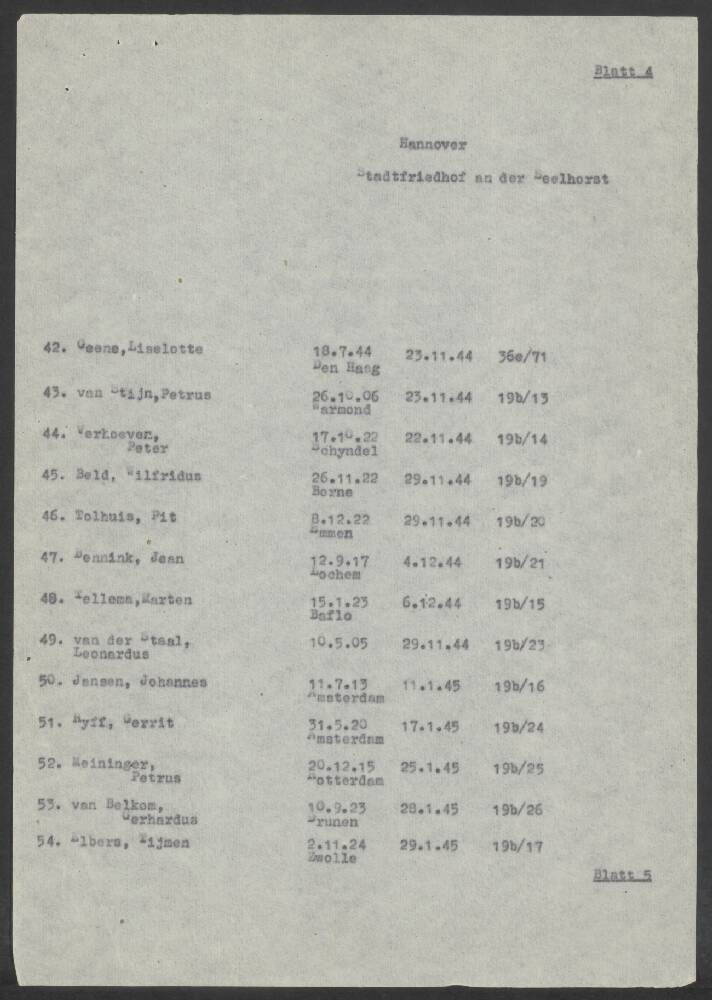 Blatt 4
Hannover
Stadtfriedhof an der Seelhorst
42. Geens,Liselotte 18.7.44 23.11.44 36e/71
Den Haag
43. van Stijn,Petrus 26.10.06 23.11.44 19b/13
Warmond
44. Verhoeven, 17.10.22 22.11.44 19b/14
Peter Schyndel
45. Beld, Wilfridus 26.11.22 29.11.44 19b/19
Borne
46. Tolhuis, Pit 8.12.22 29.11.44 19b/20
Emmen
47. Bennink, Jean 12.9.17 4.12.44 19b/21
Lochem
48. Tellema,Marten 15.1.23 6.12.44 19b/15
Baflo
49. van der Staal, 10.5.05 29.11.44 19b/23
Leonardus
50. Jansen, Johannes 11.7.13 11.1.45 19b/16
Amsterdam
51. Ryff, Gerrit 31.5.20 17.1.45 19b/24
Amsterdam
52. Meininger, 20.12.15 25.1.45 19b/25
Petrus Rotterdam
53. van Belkom, 10.9.23 28.1.45 19b/26
Gerhardus Drunen
54. Elbers, Tijmen 2.11.24 29.1.45 19b/17
Zwolle
Blatt 5